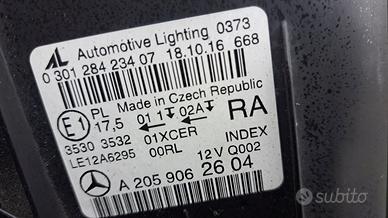 AL Automotive Lighting 0373
0 301 284 234 07 18.10.16 668
Made in Czech Republic
E1 PL 01 1 02A RA
17,5
3530 3532 01XCER INDEX
LE12A6295 00RL 12V Q002
A 205 906 26 04
subito